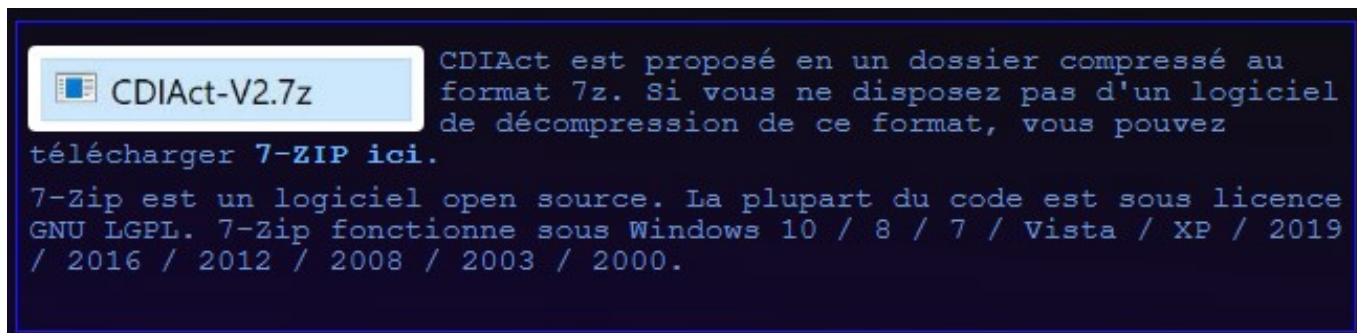 CDIAct-V2.7z
CDIAct est proposé en un dossier compressé au
format 7z. Si vous ne disposez pas d'un logiciel
de décompression de ce format, vous pouvez
télécharger 7-ZIP ici.
7-Zip est un logiciel open source. La plupart du code est sous licence
GNU LGPL. 7-Zip fonctionne sous Windows 10 / 8 / 7 / Vista / XP / 2019
/ 2016 / 2012 / 2008 / 2003 / 2000.